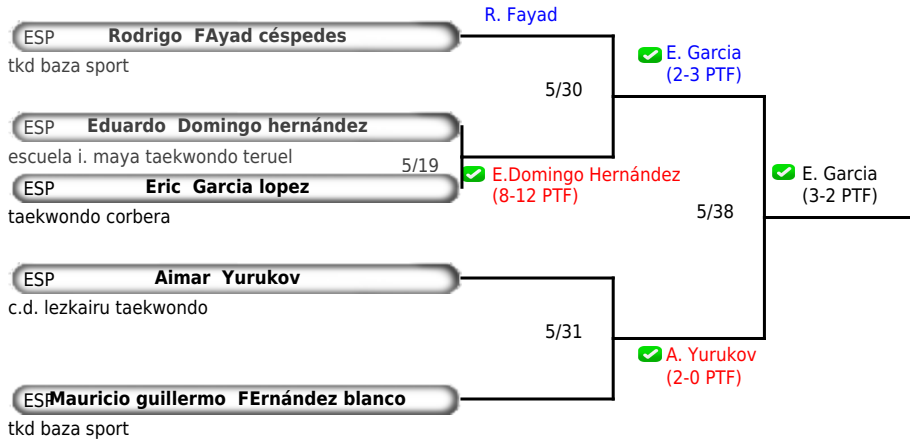 R. Fayad
ESP Rodrigo FAyad céspedes
tkd baza sport
E. Garcia
(2-3 PTF)
5/30
ESP Eduardo Domingo hernández
escuela i. maya taekwondo teruel
5/19
E.Domingo Hernández
(8-12 PTF)
ESP Eric Garcia lopez
taekwondo corbera
E. Garcia
(3-2 PTF)
5/38
ESP Aimar Yurukov
c.d. lezkairu taekwondo
5/31
A. Yurukov
(2-0 PTF)
ESP Mauricio guillermo FErnández blanco
tkd baza sport